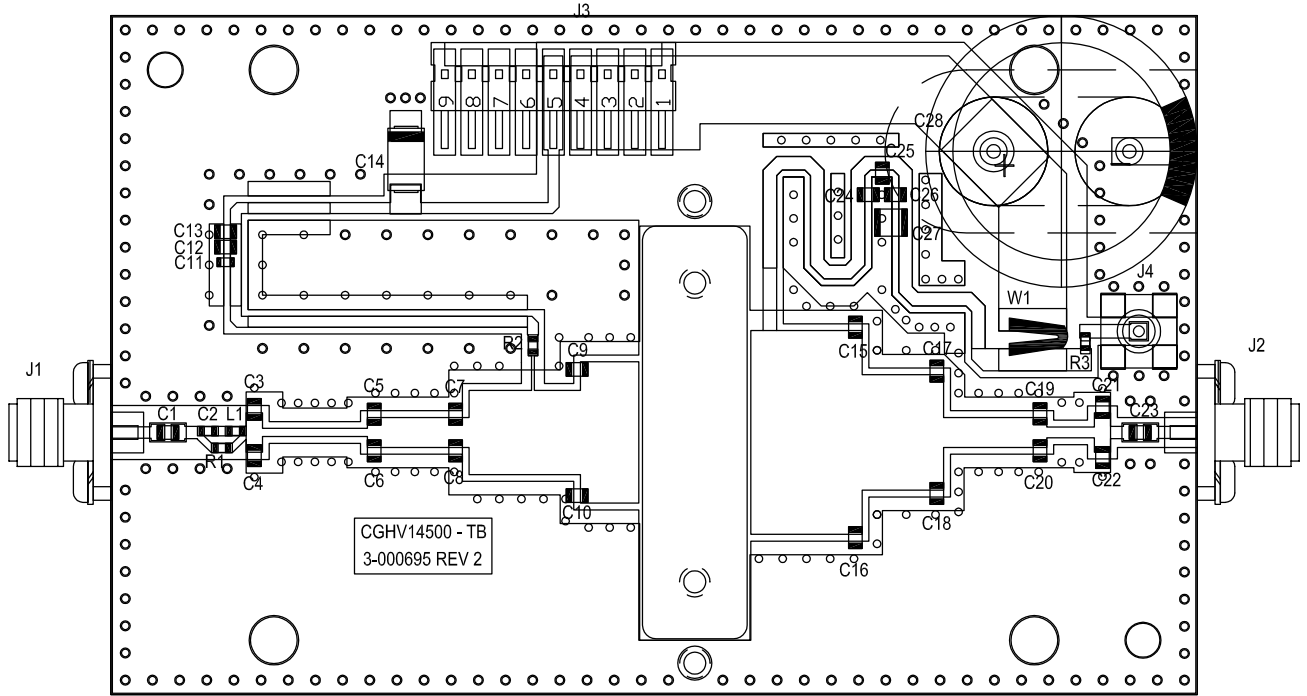 J3
9 8 7 6 5 4 3 2 1
C28
C14
C25
C24
C26
C27
C13
C12
C11
J4
W1
R2
C9
C15
C17
R3
J1
J2
C3
C5
C7
C19
C21
C1
C2
L1
C23
R1
C4
C6
C8
C20
C22
C10
C18
C16
CGHV14500 - TB
3-000695 REV 2